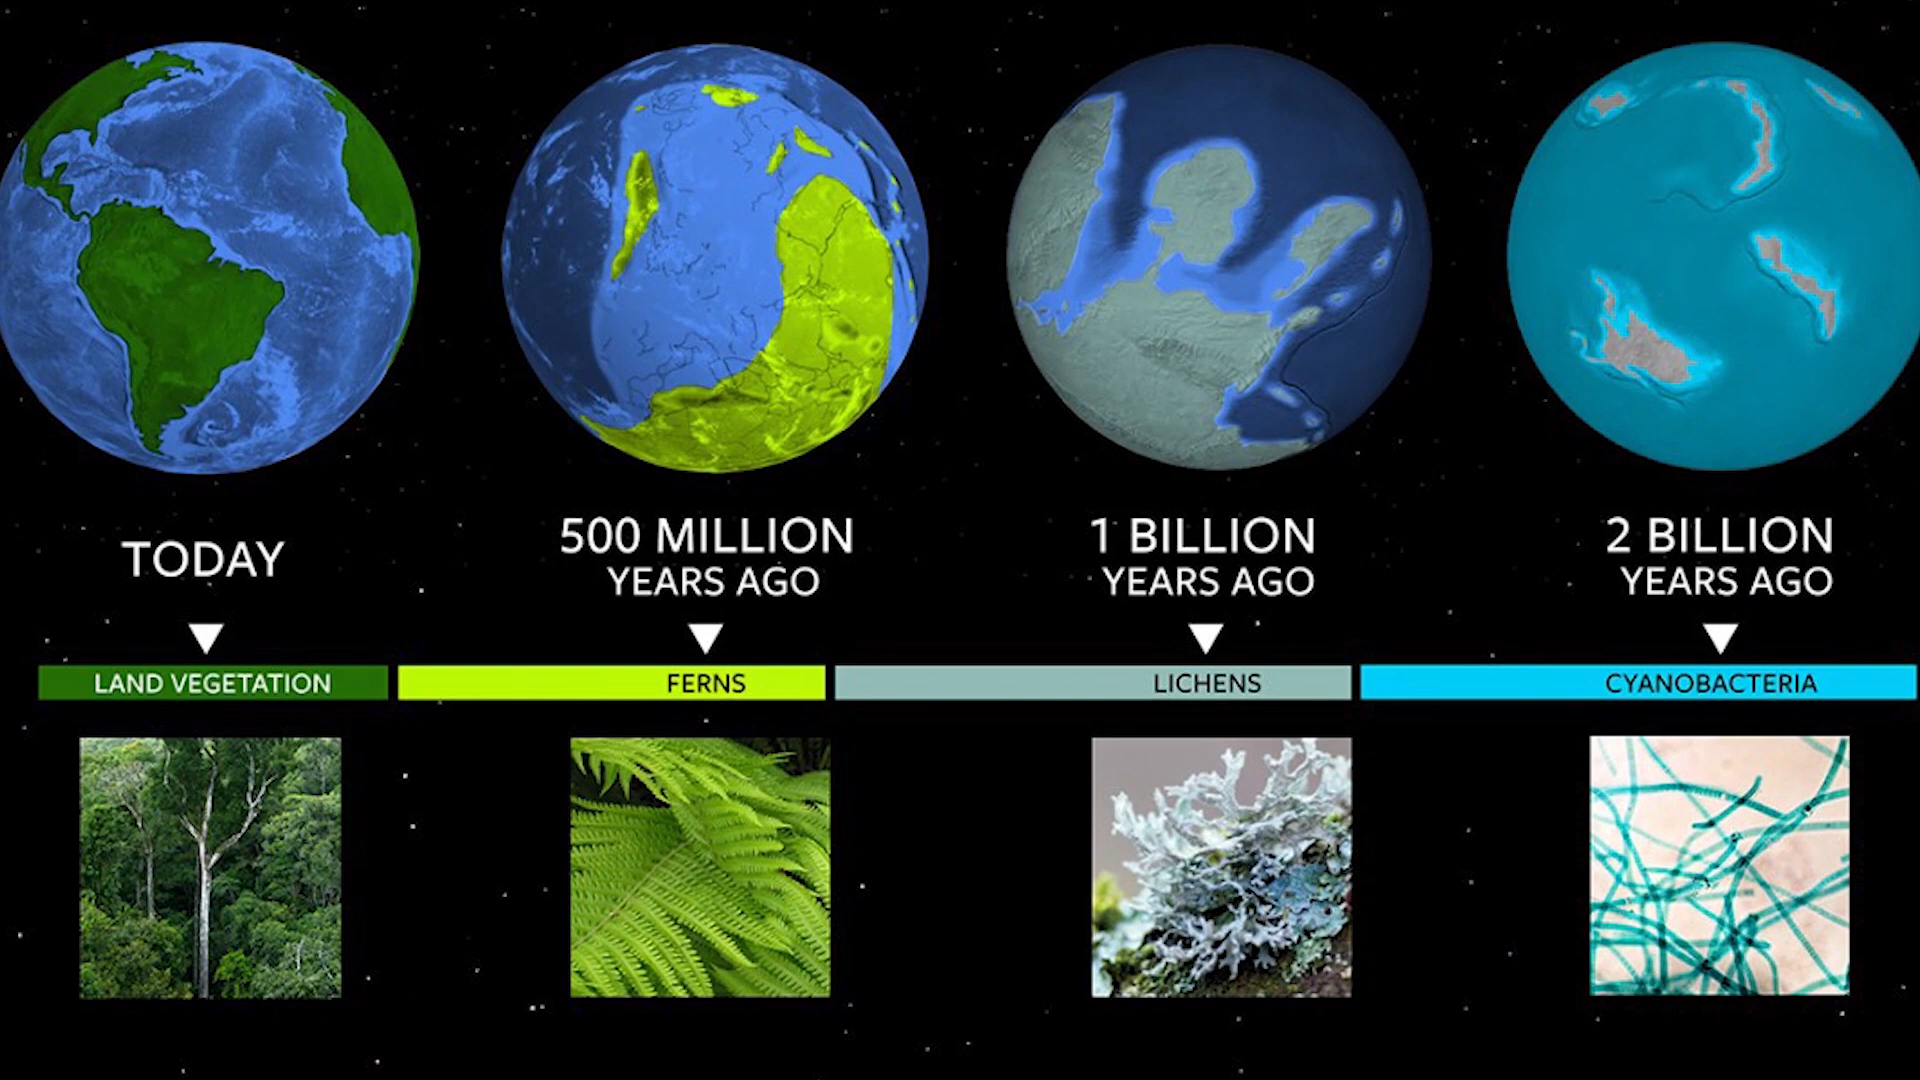 TODAY
500 MILLION
YEARS AGO
1 BILLION
YEARS AGO
2 BILLION
YEARS AGO
LAND VEGETATION
FERNS
LICHENS
CYANOBACTERIA